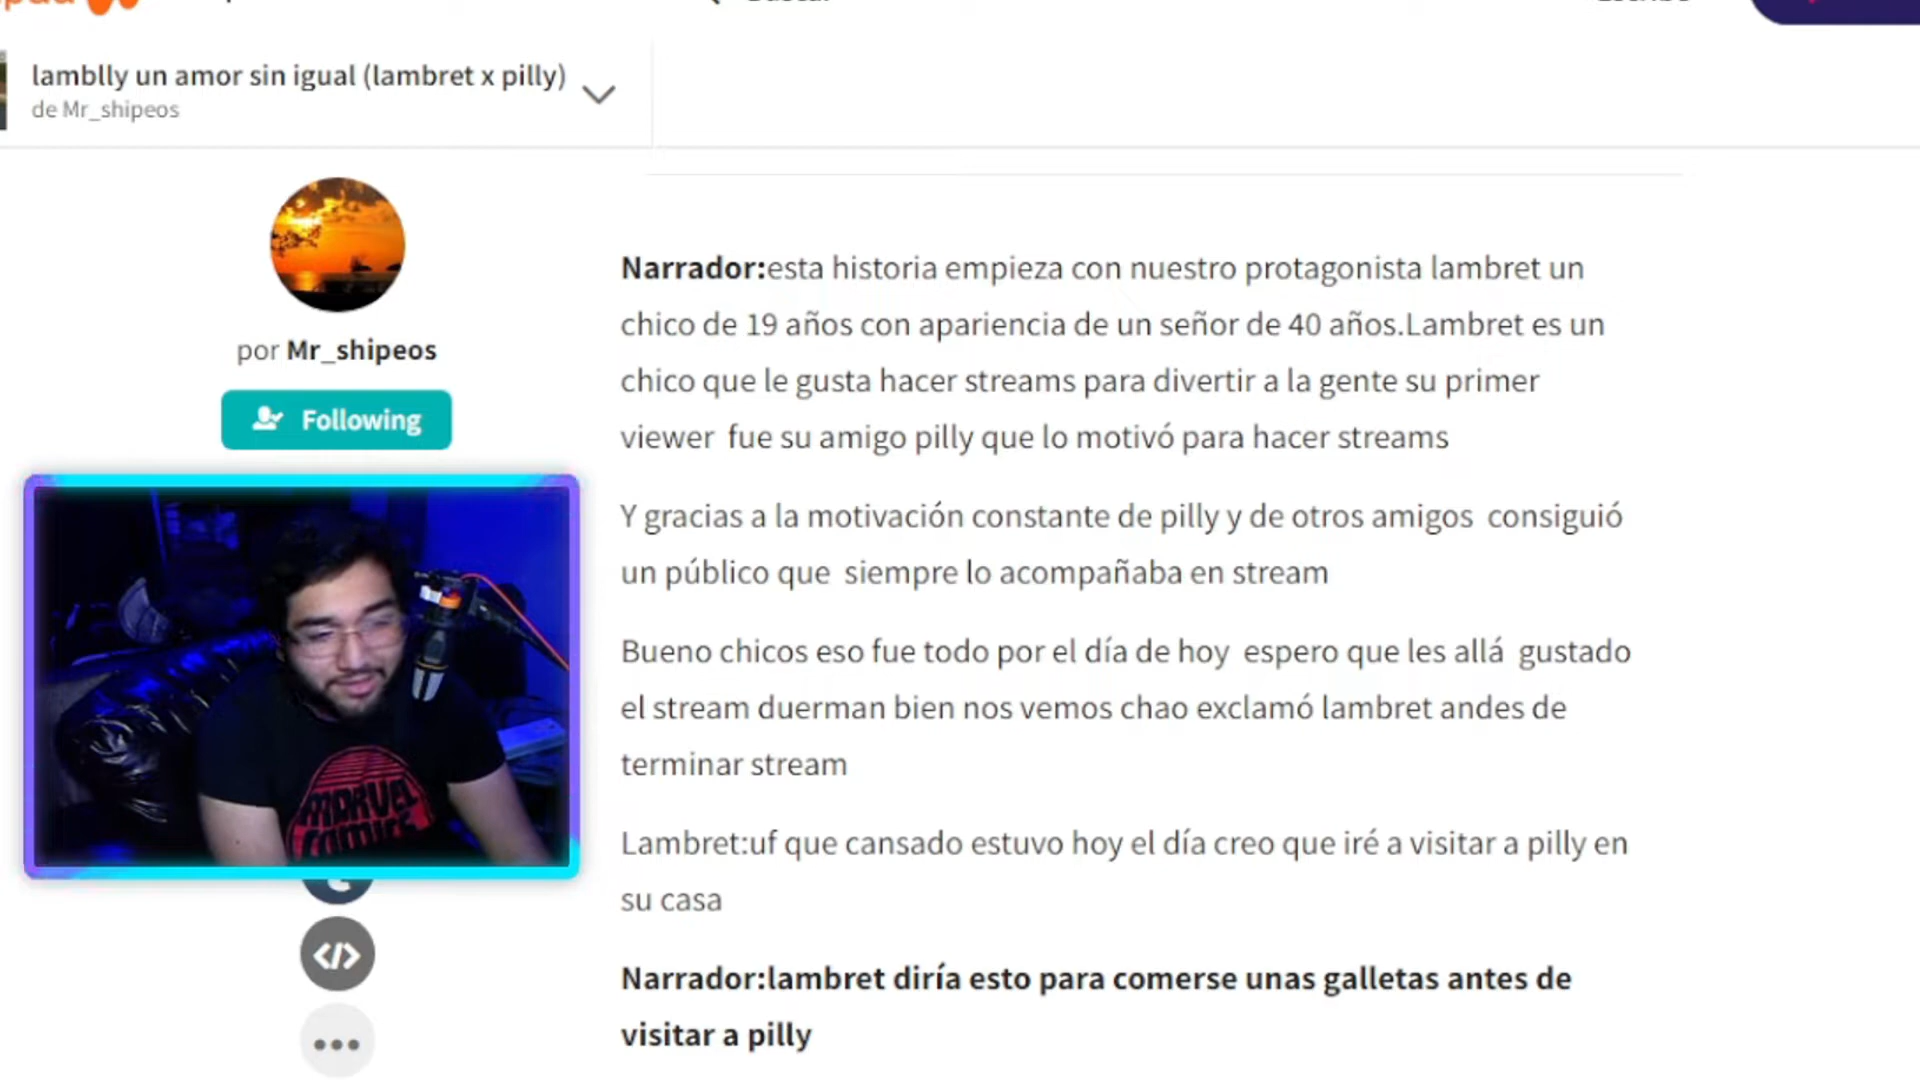 lamblly un amor sin igual (lambret x pilly)
de Mr_shipeos
por Mr_shipeos
Following
MARVEL
COMICS
Narrador:esta historia empieza con nuestro protagonista lambret un
chico de 19 años con apariencia de un señor de 40 años.Lambret es un
chico que le gusta hacer streams para divertir a la gente su primer
viewer fue su amigo pilly que lo motivó para hacer streams
Y gracias a la motivación constante de pilly y de otros amigos consiguió
un público que siempre lo acompañaba en stream
Bueno chicos eso fue todo por el día de hoy espero que les allá gustado
el stream duerman bien nos vemos chao exclamó lambret andes de
terminar stream
Lambret:uf que cansado estuvo hoy el día creo que iré a visitar a pilly en
su casa
Narrador:lambret diría esto para comerse unas galletas antes de
visitar a pilly